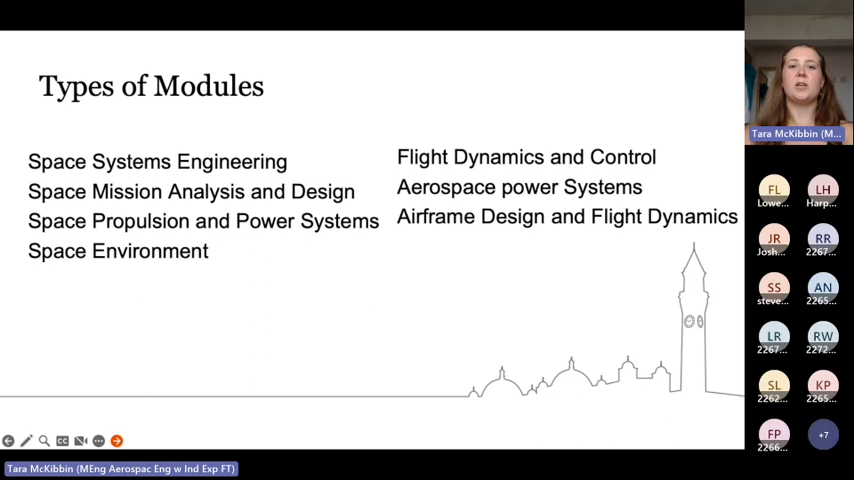 Types of Modules
Space Systems Engineering
Space Mission Analysis and Design
Space Propulsion and Power Systems
Space Environment
Flight Dynamics and Control
Aerospace power Systems
Airframe Design and Flight Dynamics
Tara McKibbin (M...
FL
Lowe...
LH
Harp...
JR
Josh...
RR
2267...
SS
steve...
AN
2265...
LR
2267...
RW
2272...
SL
2262...
KP
2265...
FP
2266...
+7
CC
Tara McKibbin (MEng Aerospac Eng w Ind Exp FT)